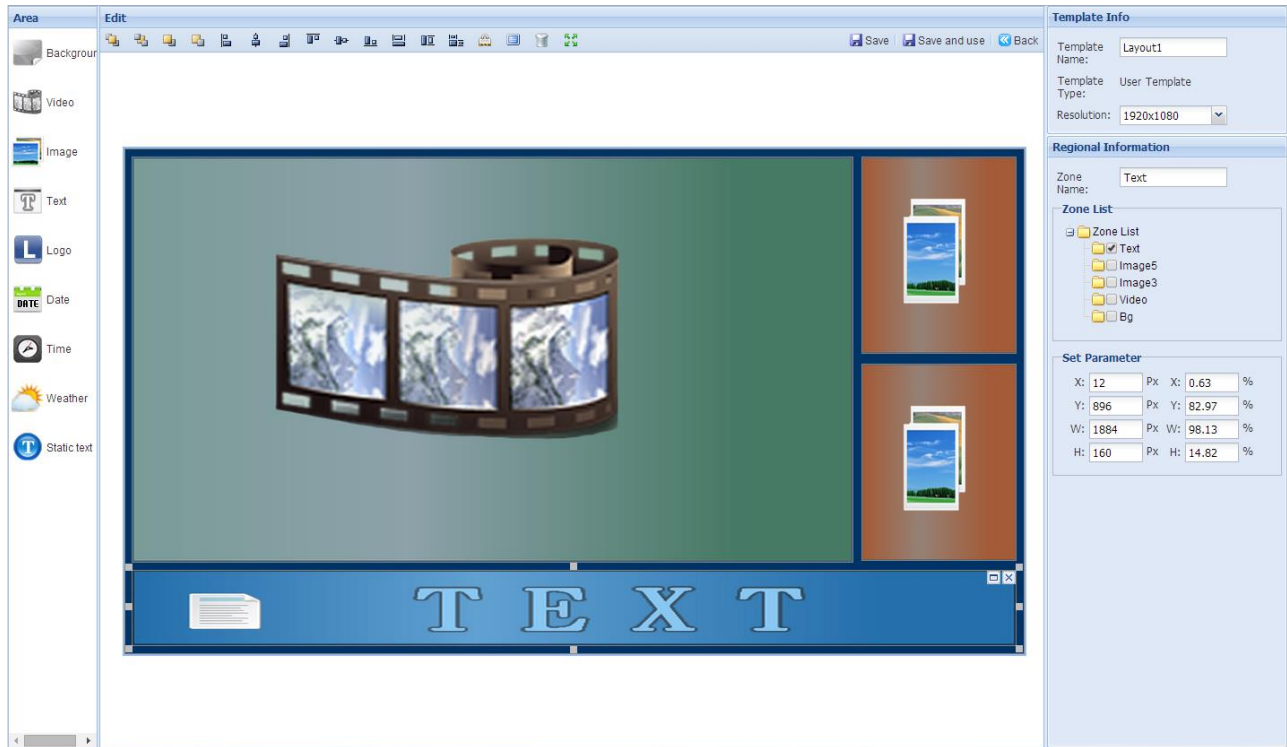 Area
Edit
Template Info
Backgrour
Video
Image
Text
Logo
DATE Date
Time
Weather
Static text
Save
Save and use
Back
TEXT
Template Name:
Layout1
Template Type:
User Template
Resolution:
1920x1080
Regional Information
Zone Name:
Text
Zone List
Zone List
Text
Image5
Image3
Video
Bg
Set Parameter
X: 12 Px X: 0.63 %
Y: 896 Px Y: 82.97 %
W: 1884 Px W: 98.13 %
H: 160 Px H: 14.82 %